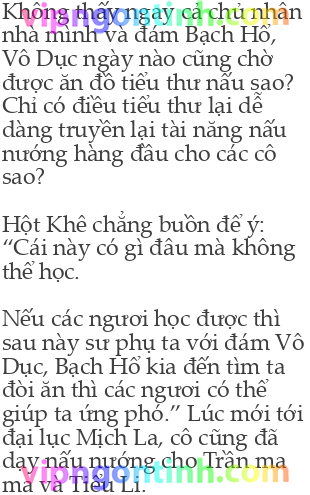 Không thấy ngay cả chủ nhân
nhà mình và đám Bạch Hổ,
Vô Dục ngày nào cũng chờ
được ăn đồ tiểu thư nấu sao?
Chỉ có điều tiểu thư lại dễ
dàng truyền lại tài năng nấu
nướng hàng đầu cho các cô
sao?
Hột Khê chẳng buồn để ý:
“Cái này có gì đâu mà không
thể học.
Nếu các ngươi học được thì
sau này sư phụ ta với đám Vô
Dục, Bạch Hổ kia đến tìm ta
đòi ăn thì các ngươi có thể
giúp ta ứng phó.” Lúc mới tới
đại lục Mịch La, cô cũng đã
dạy nấu nướng cho Trần ma
ma và Tiểu Li.
vipngontinh.com
vipngontinh.com